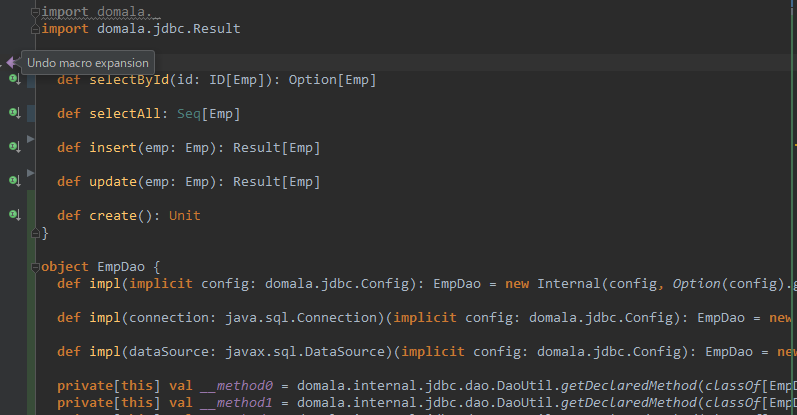 import domala._
import domala.jdbc.Result
Undo macro expansion
def selectById(id: ID[Emp]): Option[Emp]
def selectAll: Seq[Emp]
def insert(emp: Emp): Result[Emp]
def update(emp: Emp): Result[Emp]
def create(): Unit
}
object EmpDao {
def impl(implicit config: domala.jdbc.Config): EmpDao = new Internal(config, Option(config).g
def impl(connection: java.sql.Connection)(implicit config: domala.jdbc.Config): EmpDao = new
def impl(dataSource: javax.sql.DataSource)(implicit config: domala.jdbc.Config): EmpDao = new
private[this] val __method0 = domala.internal.jdbc.dao.DaoUtil.getDeclaredMethod(classOf[EmpD
private[this] val __method1 = domala.internal.jdbc.dao.DaoUtil.getDeclaredMethod(classOf[EmpD